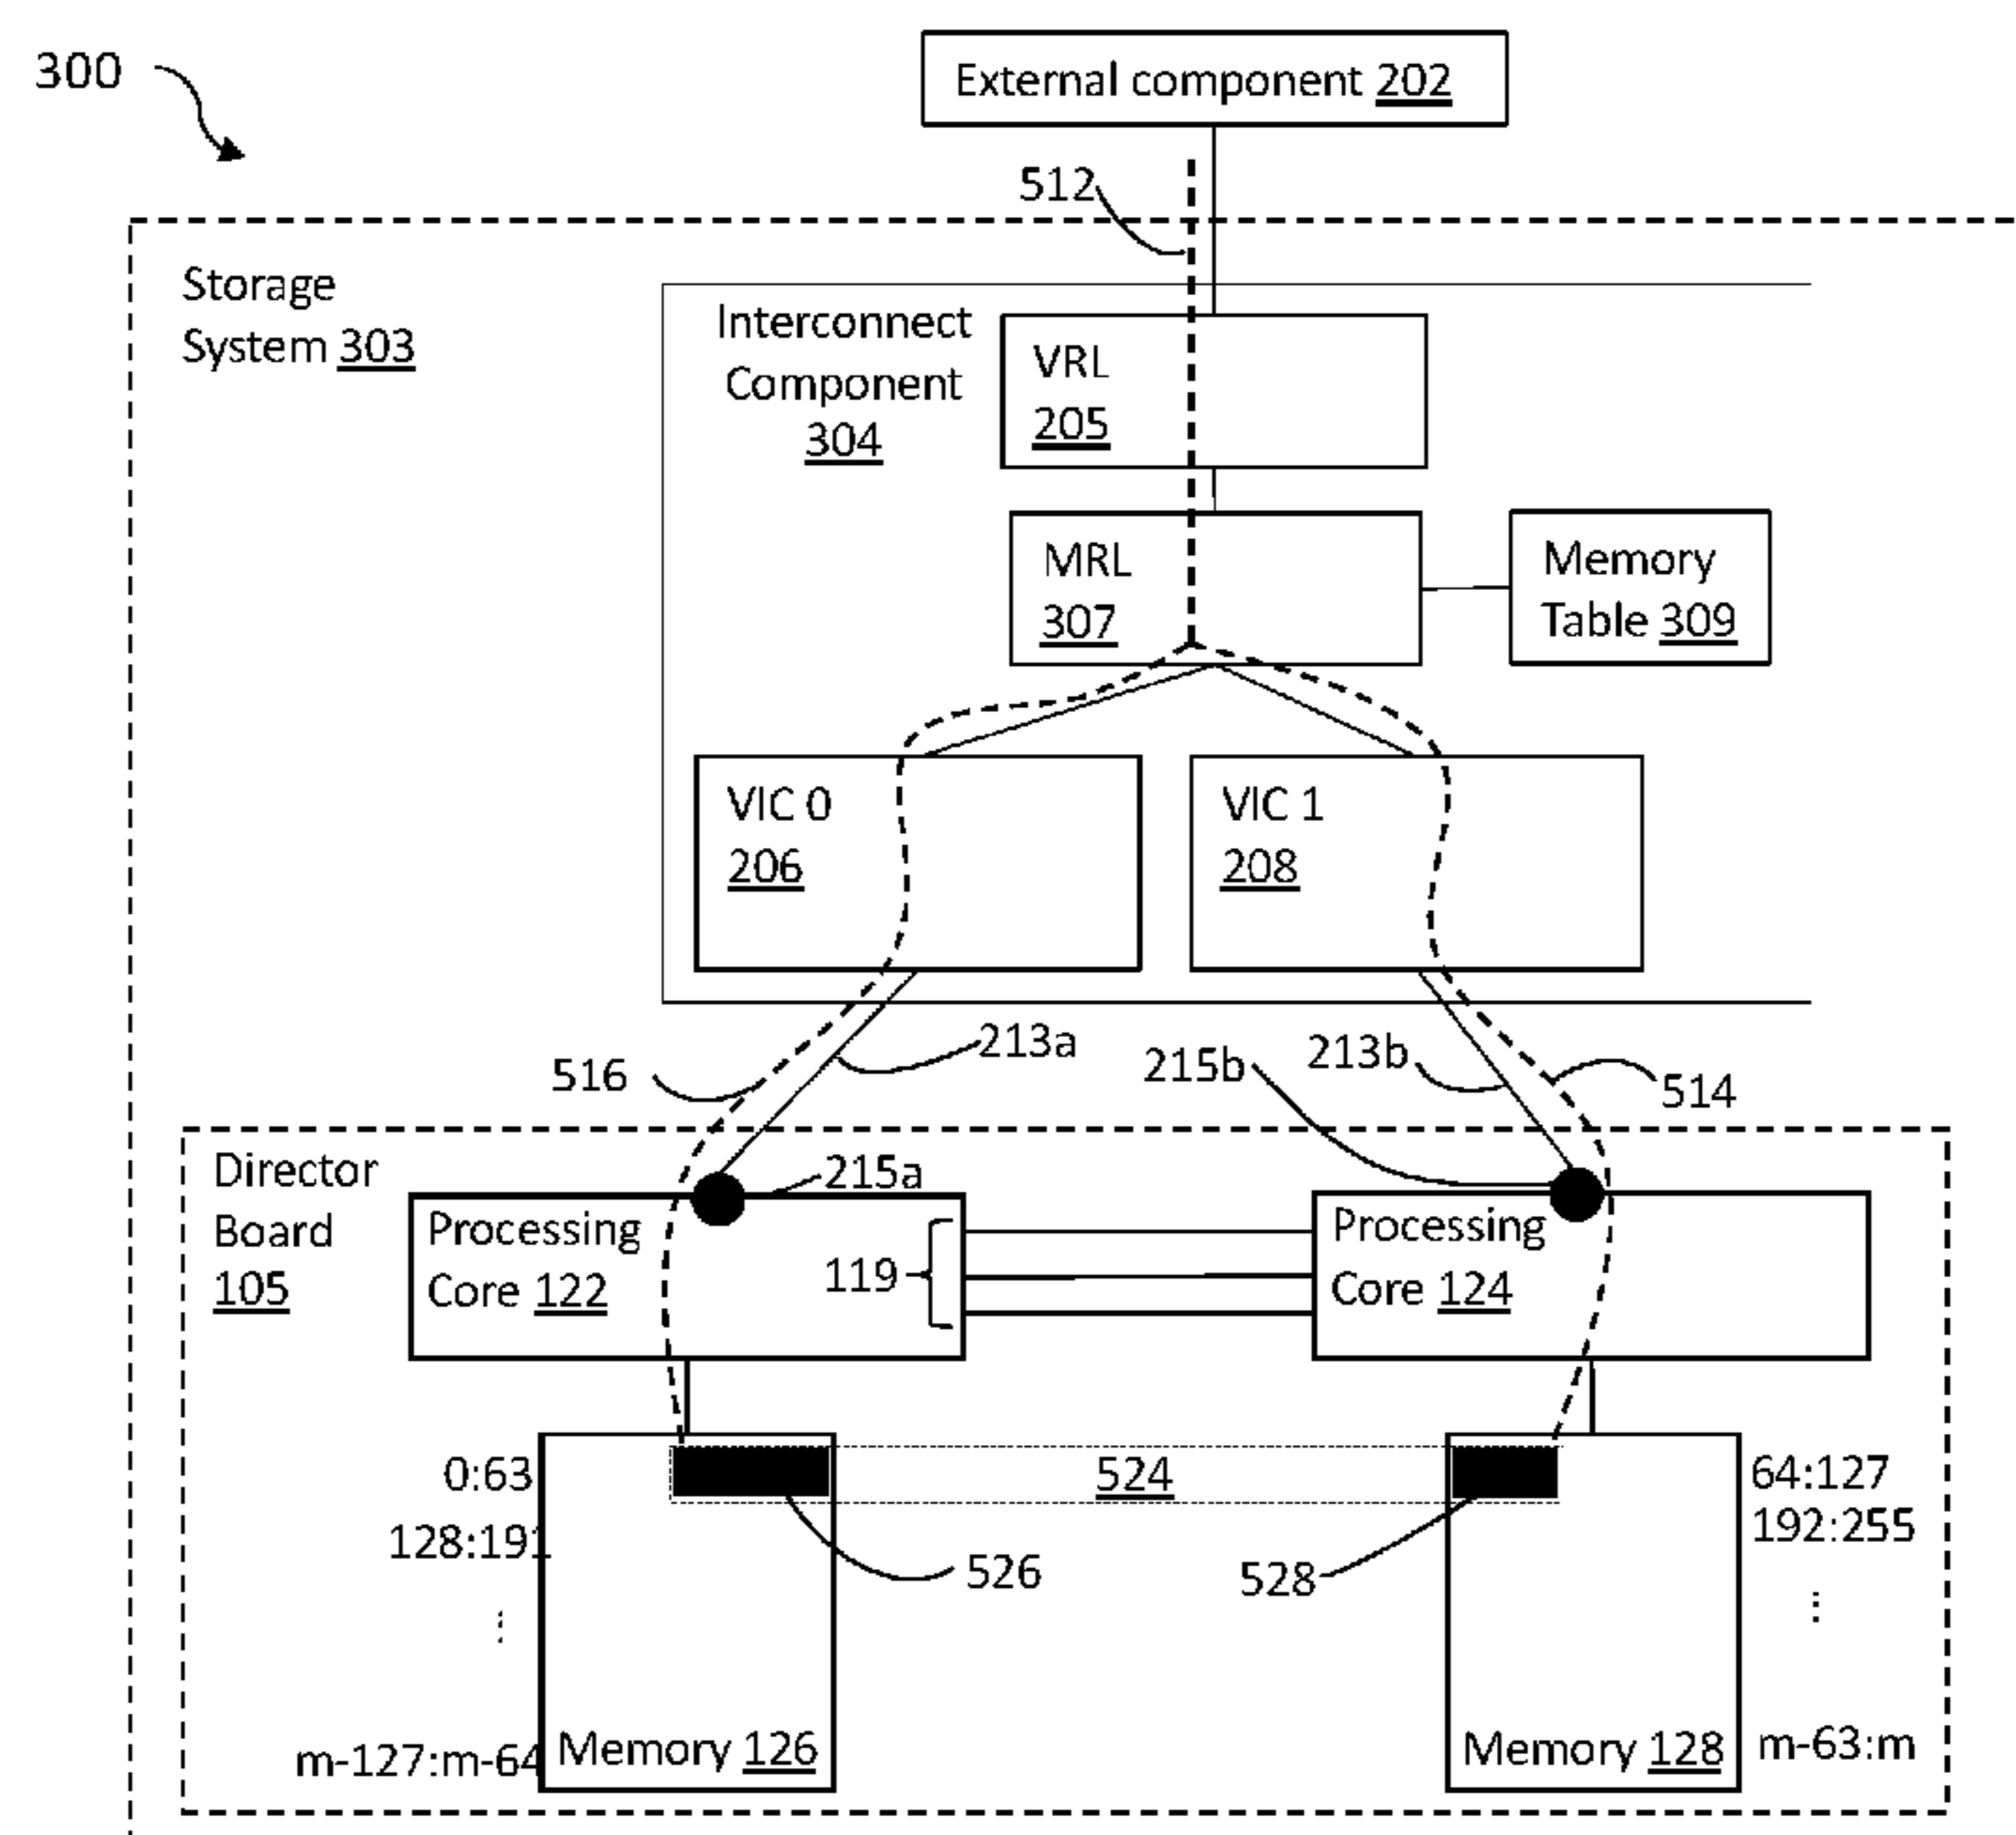 300
External component 202
512
Storage
System 303
Interconnect
Component
304
VRL
205
MRL
307
Memory
Table 309
VIC 0
206
VIC 1
208
516
213a
215b
213b
514
Director
Board
105
215a
Processing
Core 122
119
Processing
Core 124
0:63
128:191
⋮
m-127:m-64
524
526
528
Memory 126
Memory 128
64:127
192:255
⋮
m-63:m